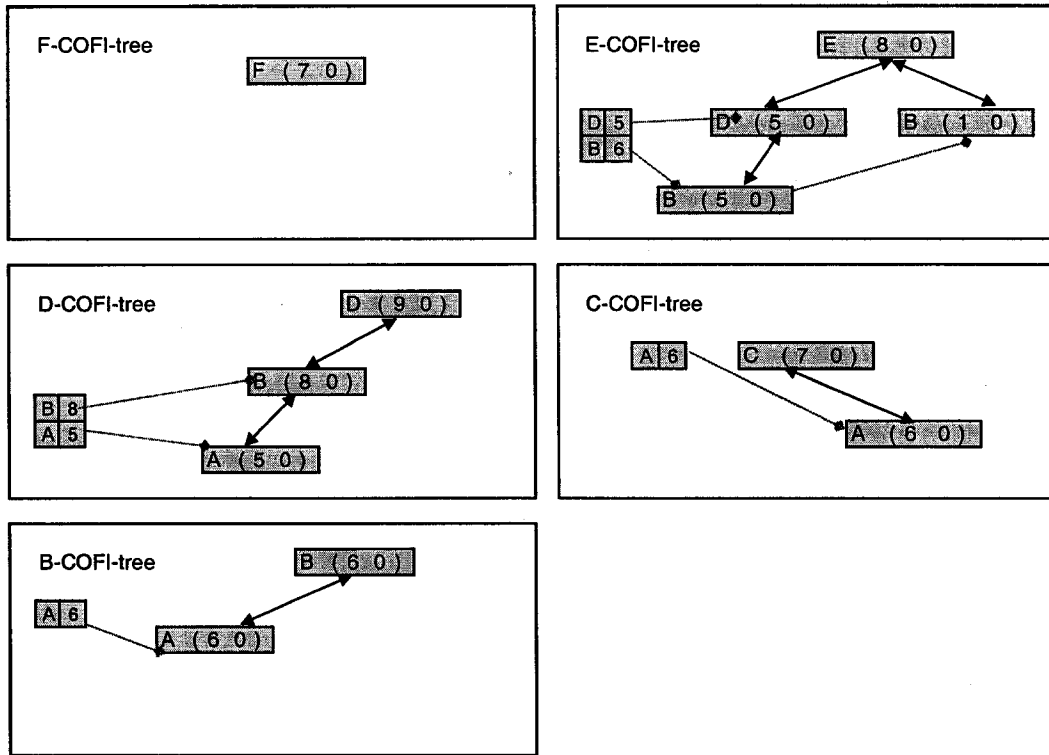 F-COFI-tree
F ( 7 0 )
E-COFI-tree
E ( 8 0 )
D 5
B 6
D ( 5 0 )
B ( 1 0 )
B ( 5 0 )
D-COFI-tree
D ( 9 0 )
B ( 8 0 )
B 8
A 5
A ( 5 0 )
C-COFI-tree
A 6
C ( 7 0 )
A ( 6 0 )
B-COFI-tree
B ( 6 0 )
A 6
A ( 6 0 )